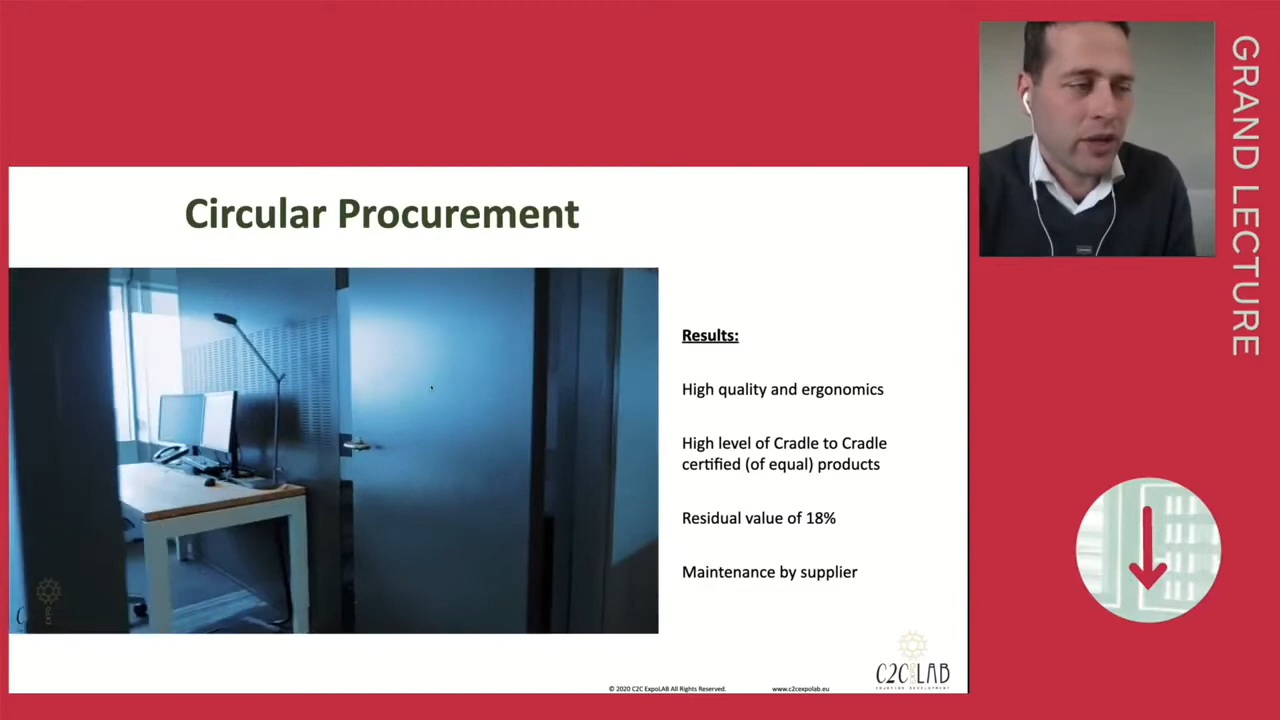 GRAND LECTURE
Circular Procurement
Results:
High quality and ergonomics
High level of Cradle to Cradle
certified (of equal) products
Residual value of 18%
Maintenance by supplier
C2C LAB
EXPO
© 2020 C2C ExpoLAB All Rights Reserved.
www.c2cexpolab.eu